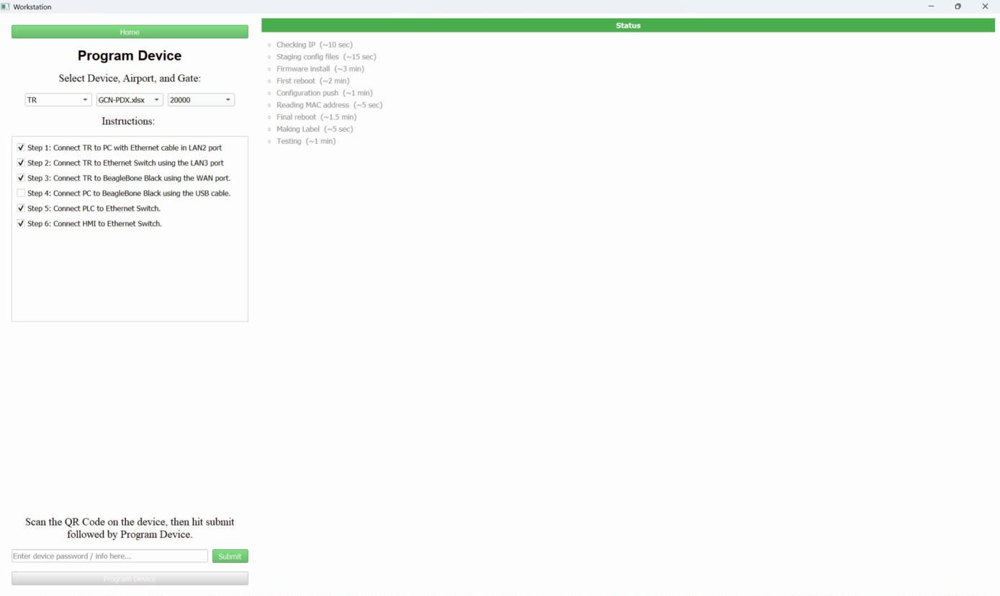 Workstation
Home
Program Device
Select Device, Airport, and Gate:
TR
GCN-PDX.xlsx
20000
Instructions:
Step 1: Connect TR to PC with Ethernet cable in LAN2 port
Step 2: Connect TR to Ethernet Switch using the LAN3 port
Step 3: Connect TR to BeagleBone Black using the WAN port.
Step 4: Connect PC to BeagleBone Black using the USB cable.
Step 5: Connect PLC to Ethernet Switch.
Step 6: Connect HMI to Ethernet Switch.
Scan the QR Code on the device, then hit submit
followed by Program Device.
Enter device password / info here...
Submit
Program Device
Status
Checking IP (~10 sec)
Staging config files (~15 sec)
Firmware install (~3 min)
First reboot (~2 min)
Configuration push (~1 min)
Reading MAC address (~5 sec)
Final reboot (~1.5 min)
Making Label (~5 sec)
Testing (~1 min)